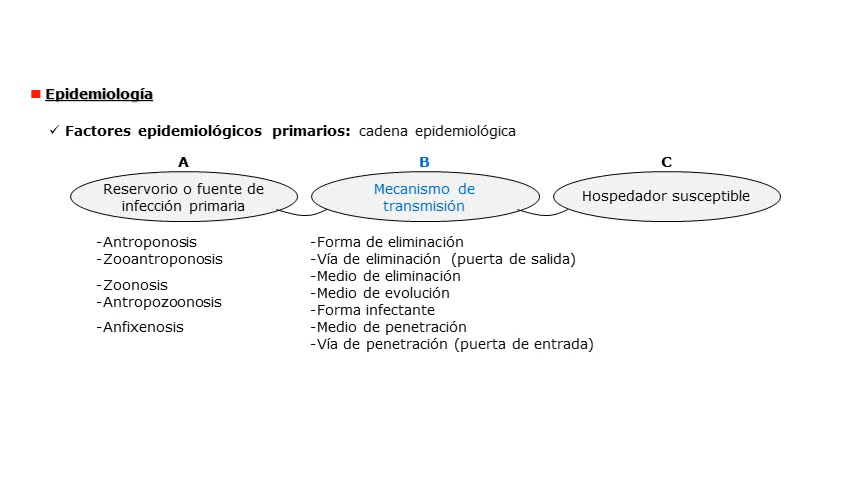 Epidemiología
✓ Factores epidemiológicos primarios: cadena epidemiológica
A
Reservorio o fuente de
infección primaria
-Antroponosis
-Zooantroponosis
-Zoonosis
-Antropozoonosis
-Anfixenosis
B
Mecanismo de
transmisión
-Forma de eliminación
-Vía de eliminación (puerta de salida)
-Medio de eliminación
-Medio de evolución
-Forma infectante
-Medio de penetración
-Vía de penetración (puerta de entrada)
C
Hospedador susceptible